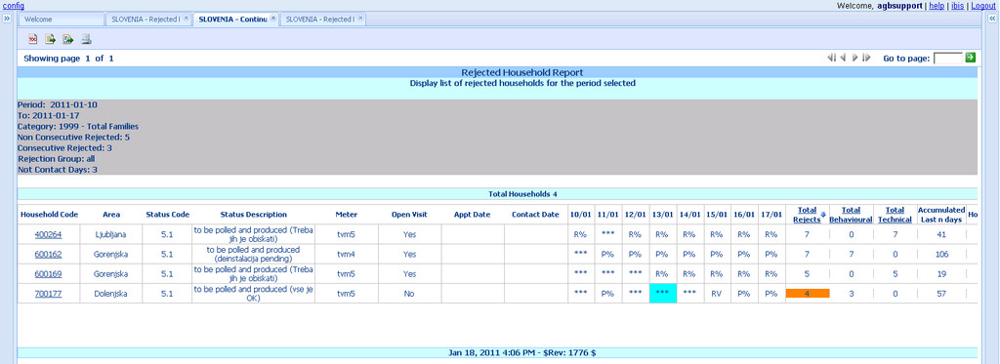 config Welcome, agbsupport | help | ibis | Logout
Welcome SLOVENIA - Rejected SLOVENIA - Continu SLOVENIA - Rejected
Showing page 1 of 1 Go to page:
Rejected Household Report
Display list of rejected households for the period selected
Period: 2011-01-10
To: 2011-01-17
Category: 1999 - Total Families
Non Consecutive Rejected: 5
Consecutive Rejected: 3
Rejection Group: all
Not Contact Days: 3
Total Households 4
Household Code Area Status Code Status Description Meter Open Visit Appt Date Contact Date 10/01 11/01 12/01 13/01 14/01 15/01 16/01 17/01 Total Rejects Total Behavioural Total Technical Accumulated Last n days Ho
400264 Ljubljana 5.1 to be polled and produced (Treba jih je obiskati) tvm5 Yes R% *** *** R% R% R% R% R% 7 0 7 41
600162 Gorenjska 5.1 to be polled and produced (deinstalacija pending) tvm4 Yes *** P% P% P% P% P% P% P% 7 7 0 106
600169 Gorenjska 5.1 to be polled and produced (Treba jih je obiskati) tvm5 Yes *** *** *** R% R% R% R% R% 5 0 5 19
700177 Dolenjska 5.1 to be polled and produced (vse je OK) tvm5 No *** P% *** *** *** RV P% P% 4 3 0 57
Jan 18, 2011 4:06 PM - $Rev: 1776 $